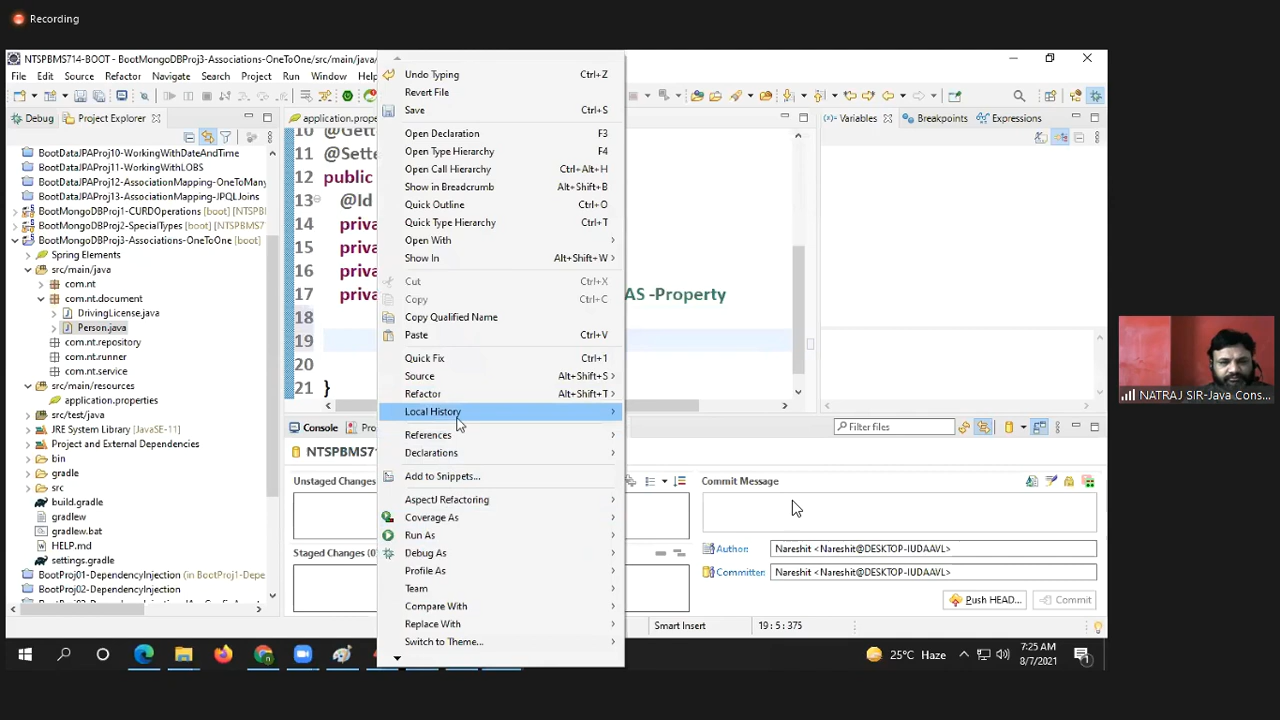 Recording
NTSPBMS714-BOOT - BootMongoDBProj3-Associations-OneToOne/src/main/java/
File Edit Source Refactor Navigate Search Project Run Window Help
Debug Project Explorer
BootDataJPAProj10-WorkingWithDateAndTime
BootDataJPAProj11-WorkingWithLOBS
BootDataJPAProj12-AssociationMapping-OneToMany
BootDataJPAProj13-AssociationMapping-JPQLJoins
BootMongoDBProj1-CURDOperations [boot] [NTSPB
BootMongoDBProj2-SpecialTypes [boot] [NTSPBMS7
BootMongoDBProj3-Associations-OneToOne [boot]
Spring Elements
src/main/java
com.nt
com.nt.document
DrivingLicense.java
Person.java
com.nt.repository
com.nt.runner
com.nt.service
src/main/resources
application.properties
src/test/java
JRE System Library [JavaSE-11]
Project and External Dependencies
bin
gradle
src
build.gradle
gradlew
gradlew.bat
HELP.md
settings.gradle
BootProj01-DependencyInjection (in BootProj1-Depe
BootProj02-DependencyInjection
application.prope
10 @Gette
11 @Sette
12 public
13 @Id
14 priva
15 priva
16 priva
17 priva AS -Property
18
19
20
21 }
Undo Typing Ctrl+Z
Revert File
Save Ctrl+S
Open Declaration F3
Open Type Hierarchy F4
Open Call Hierarchy Ctrl+Alt+H
Show in Breadcrumb Alt+Shift+B
Quick Outline Ctrl+O
Quick Type Hierarchy Ctrl+T
Open With
Show In Alt+Shift+W
Cut Ctrl+X
Copy Ctrl+C
Copy Qualified Name
Paste Ctrl+V
Quick Fix Ctrl+1
Source Alt+Shift+S
Refactor Alt+Shift+T
Local History
References
Declarations
Add to Snippets...
AspectJ Refactoring
Coverage As
Run As
Debug As
Profile As
Team
Compare With
Replace With
Switch to Theme...
Variables Breakpoints Expressions
Console Pro
Filter files
NTSPBMS71
Unstaged Changes
Staged Changes (0)
Commit Message
Author: Nareshit <Nareshit@DESKTOP-IUDAAVL>
Committer: Nareshit <Nareshit@DESKTOP-IUDAAVL>
Push HEAD... Commit
Smart Insert 19 : 5 : 375
25°C Haze
7:25 AM
8/7/2021
NATRAJ SIR-Java Cons...